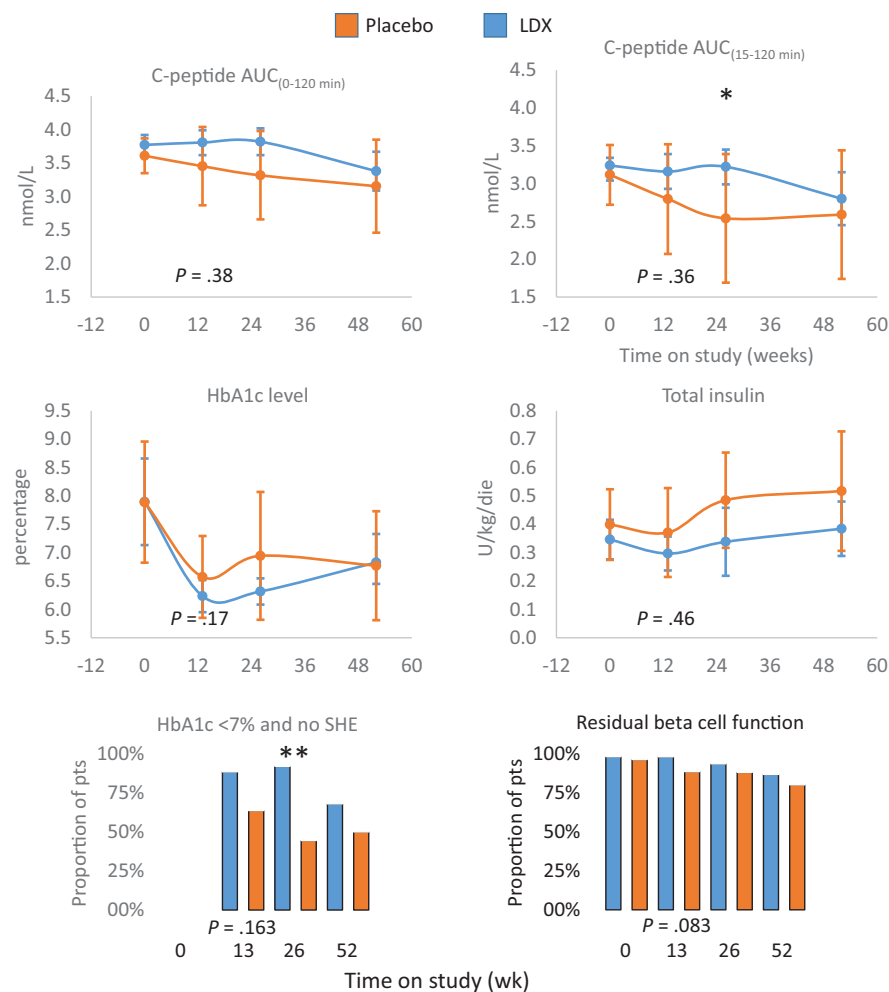 Placebo LDX
C-peptide AUC(0-120 min)
4.5
4.0
3.5
3.0
2.5
2.0
1.5
nmol/L
P = .38
-12 0 12 24 36 48 60
C-peptide AUC(15-120 min)
4.5
4.0
3.5
3.0
2.5
2.0
1.5
nmol/L
*
P = .36
-12 0 12 24 36 48 60
Time on study (weeks)
HbA1c level
9.5
9.0
8.5
8.0
7.5
7.0
6.5
6.0
5.5
percentage
P = .17
-12 0 12 24 36 48 60
Total insulin
0.8
0.7
0.6
0.5
0.4
0.3
0.2
0.1
0.0
U/kg/die
P = .46
-12 0 12 24 36 48 60
HbA1c <7% and no SHE
100%
75%
50%
25%
00%
Proportion of pts
**
P = .163
0 13 26 52
Residual beta cell function
100%
75%
50%
25%
00%
Proportion of pts
P = .083
0 13 26 52
Time on study (wk)